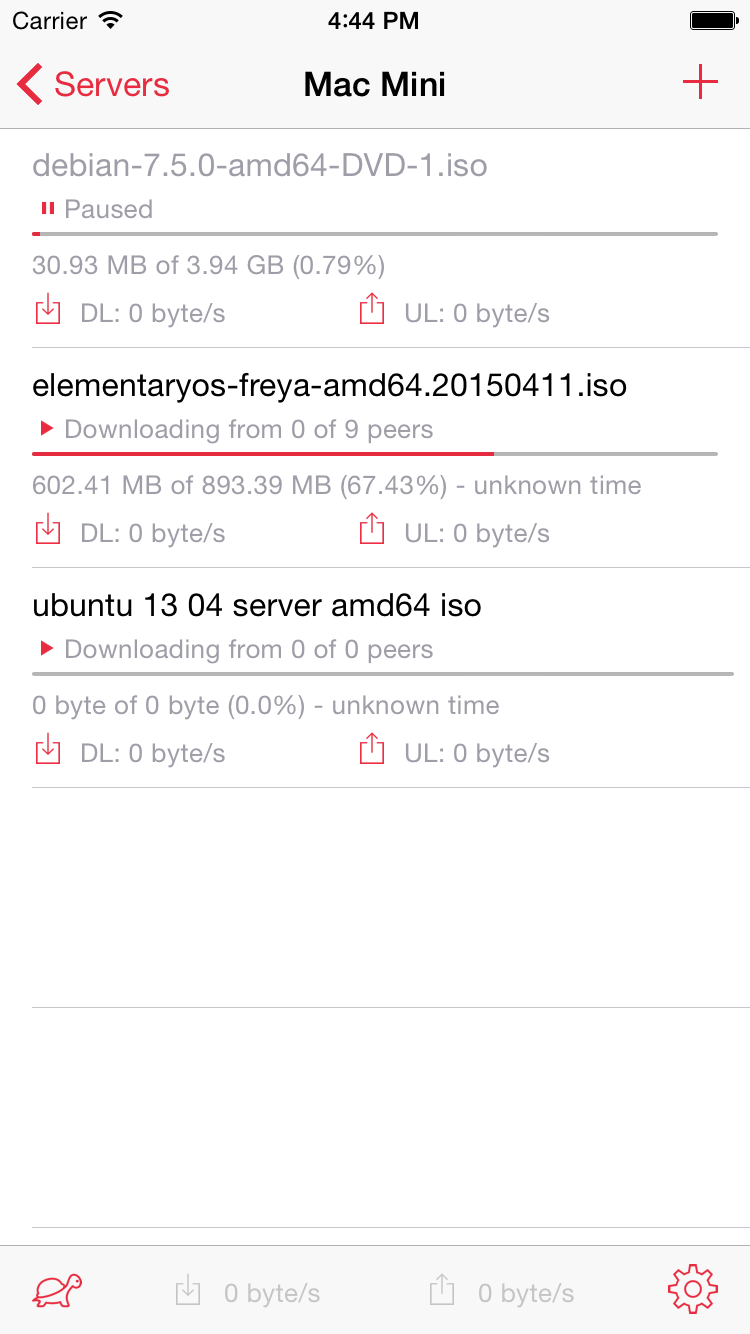 Carrier 4:44 PM
Servers Mac Mini
debian-7.5.0-amd64-DVD-1.iso
Paused
30.93 MB of 3.94 GB (0.79%)
DL: 0 byte/s UL: 0 byte/s
elementaryos-freya-amd64.20150411.iso
Downloading from 0 of 9 peers
602.41 MB of 893.39 MB (67.43%) - unknown time
DL: 0 byte/s UL: 0 byte/s
ubuntu 13 04 server amd64 iso
Downloading from 0 of 0 peers
0 byte of 0 byte (0.0%) - unknown time
DL: 0 byte/s UL: 0 byte/s
0 byte/s 0 byte/s